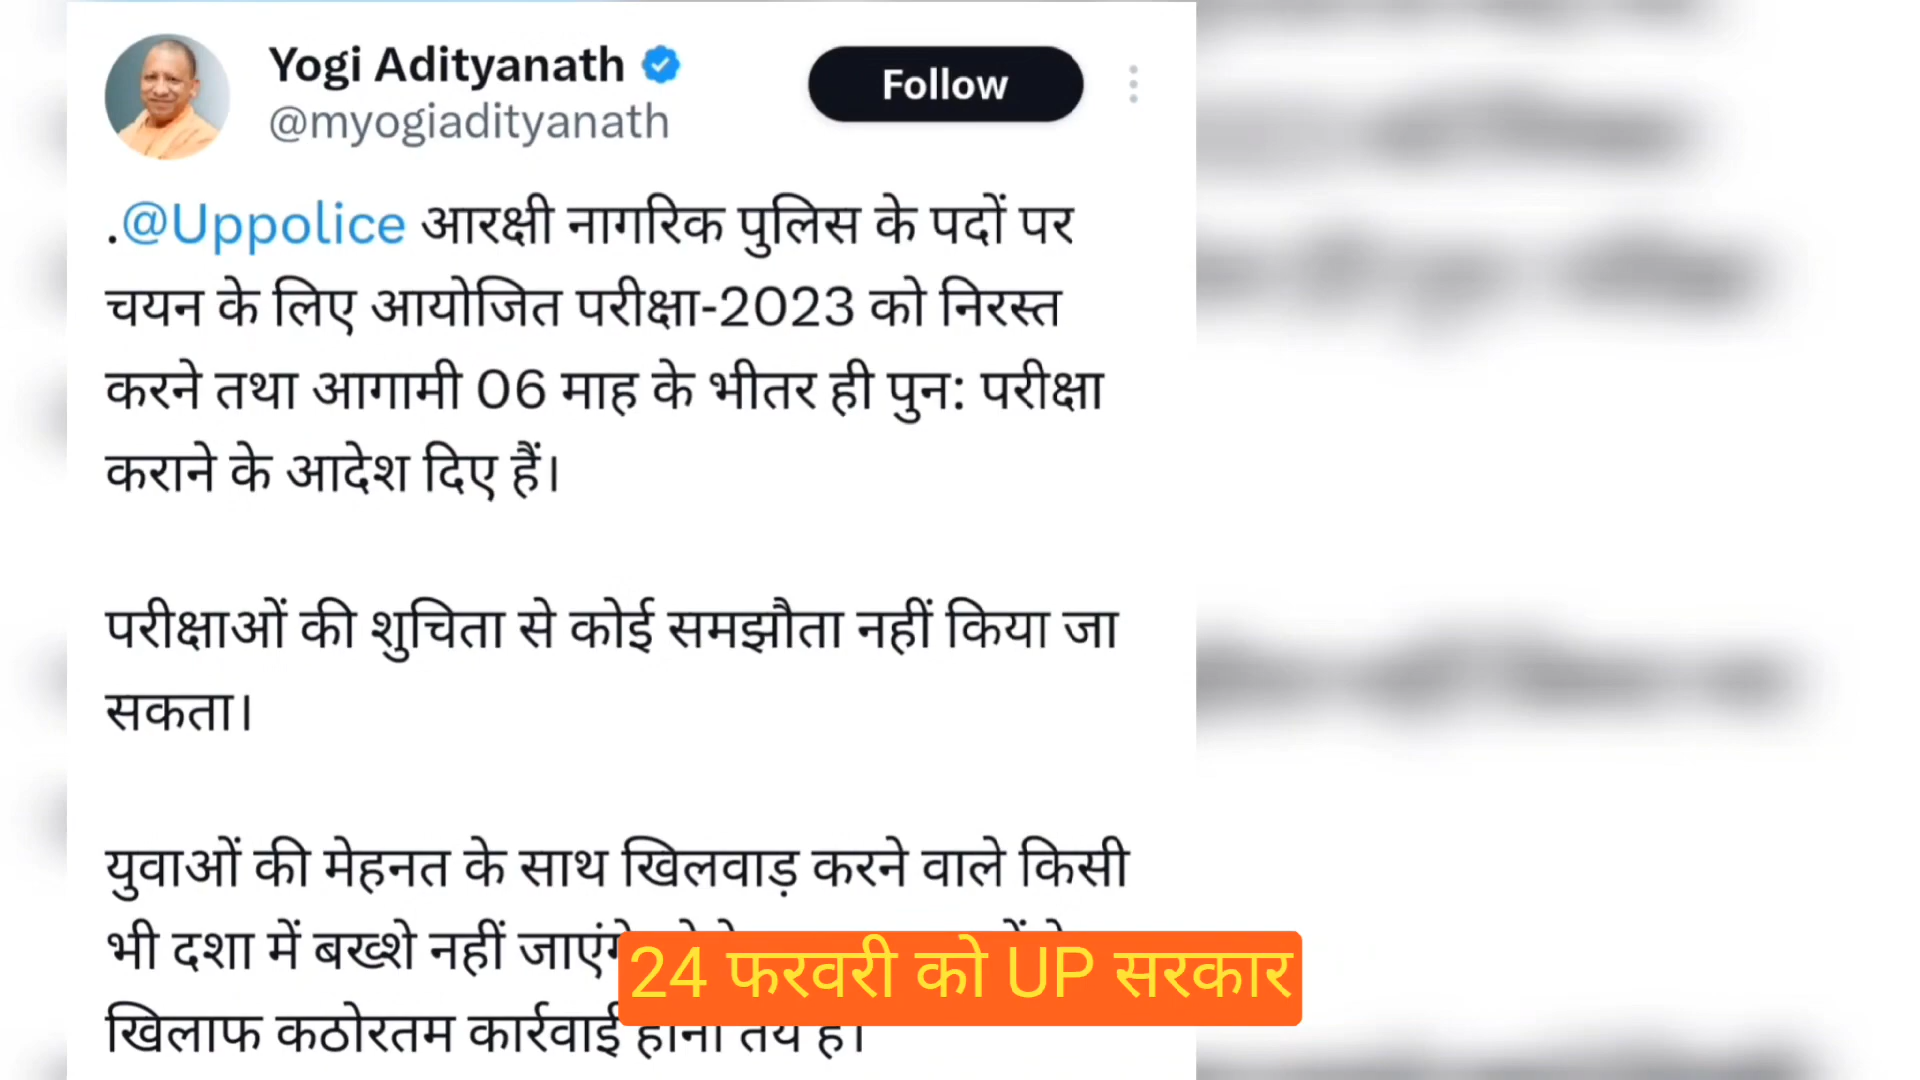 Yogi Adityanath
Follow
@myogiadityanath
.@Uppolice आरक्षी नागरिक पुलिस के पदों पर
चयन के लिए आयोजित परीक्षा-2023 को निरस्त
करने तथा आगामी 06 माह के भीतर ही पुन: परीक्षा
कराने के आदेश दिए हैं।
परीक्षाओं की शुचिता से कोई समझौता नहीं किया जा
सकता।
युवाओं की मेहनत के साथ खिलवाड़ करने वाले किसी
भी दशा में बख्शे नहीं
24 फरवरी को UP सरकार
खिलाफ कठोरतम कार्रवाई होना तय है।